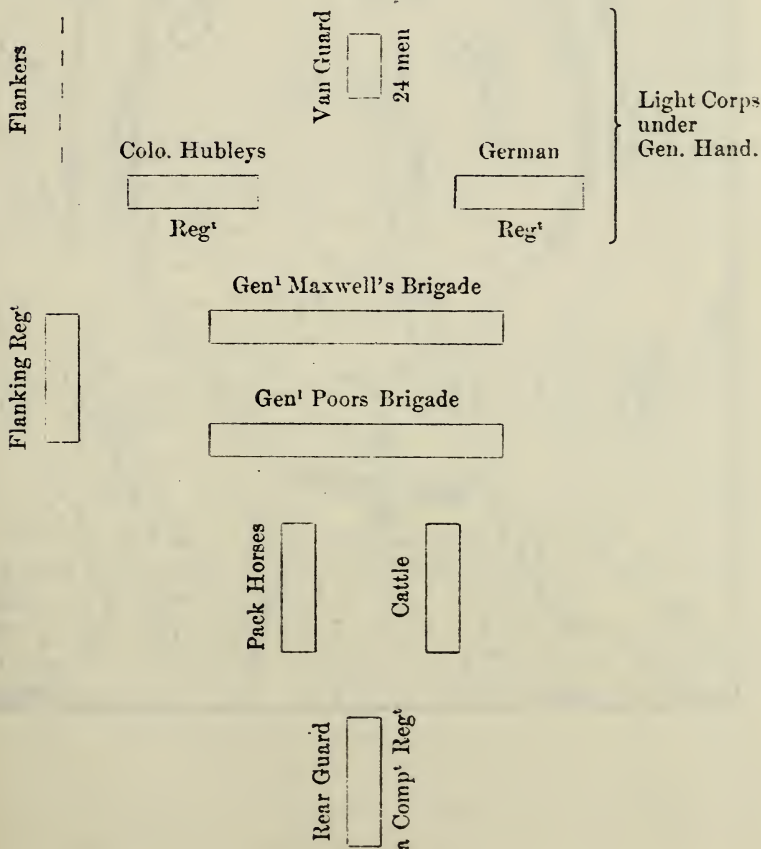 Flankers
Van Guard
24 men
Light Corps
under
Gen. Hand.
Colo. Hubleys
Regᵗ
German
Regᵗ
Genˡ Maxwell's Brigade
Flanking Regᵗ
Genˡ Poors Brigade
Pack Horses
Cattle
Rear Guard
a Compᵗ Regᵗ